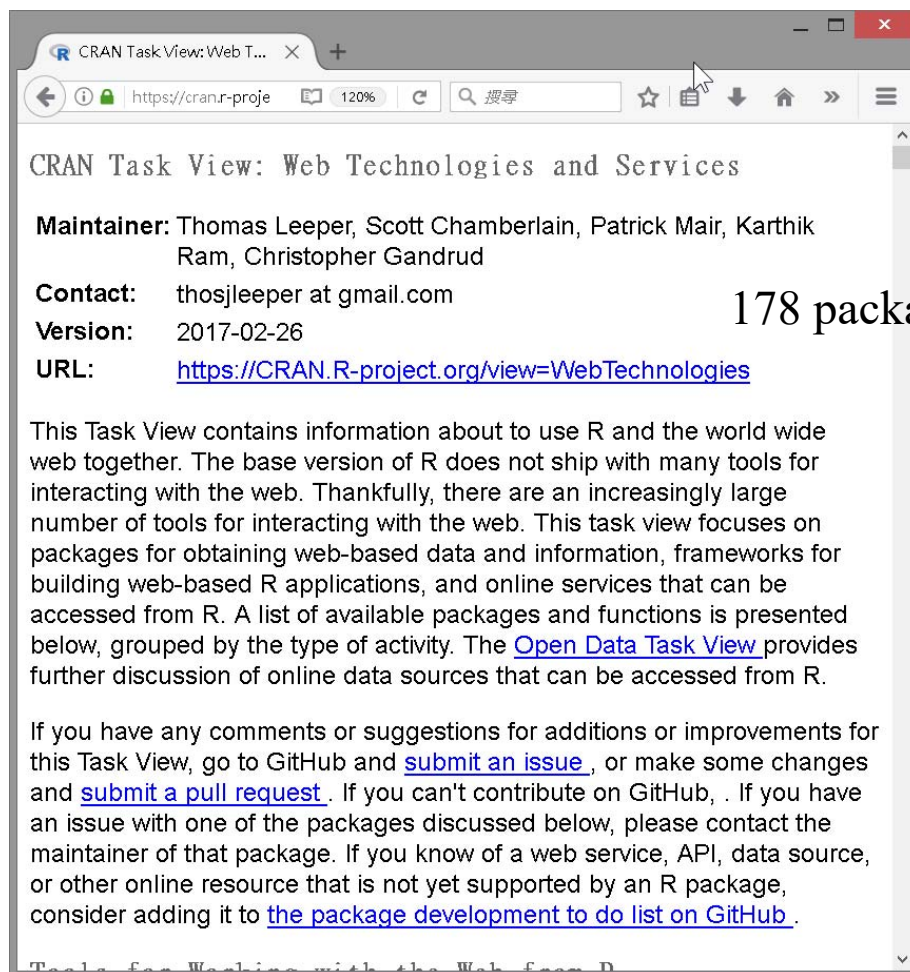 CRAN Task View: Web T...
https://cran.r-proje
120%
搜尋
CRAN Task View: Web Technologies and Services
Maintainer: Thomas Leeper, Scott Chamberlain, Patrick Mair, Karthik
Ram, Christopher Gandrud
Contact: thosjleeper at gmail.com
178 packa
Version: 2017-02-26
URL: https://CRAN.R-project.org/view=WebTechnologies
This Task View contains information about to use R and the world wide
web together. The base version of R does not ship with many tools for
interacting with the web. Thankfully, there are an increasingly large
number of tools for interacting with the web. This task view focuses on
packages for obtaining web-based data and information, frameworks for
building web-based R applications, and online services that can be
accessed from R. A list of available packages and functions is presented
below, grouped by the type of activity. The Open Data Task View provides
further discussion of online data sources that can be accessed from R.
If you have any comments or suggestions for additions or improvements for
this Task View, go to GitHub and submit an issue , or make some changes
and submit a pull request . If you can't contribute on GitHub, . If you have
an issue with one of the packages discussed below, please contact the
maintainer of that package. If you know of a web service, API, data source,
or other online resource that is not yet supported by an R package,
consider adding it to the package development to do list on GitHub .
Tools for Working with the Web from R